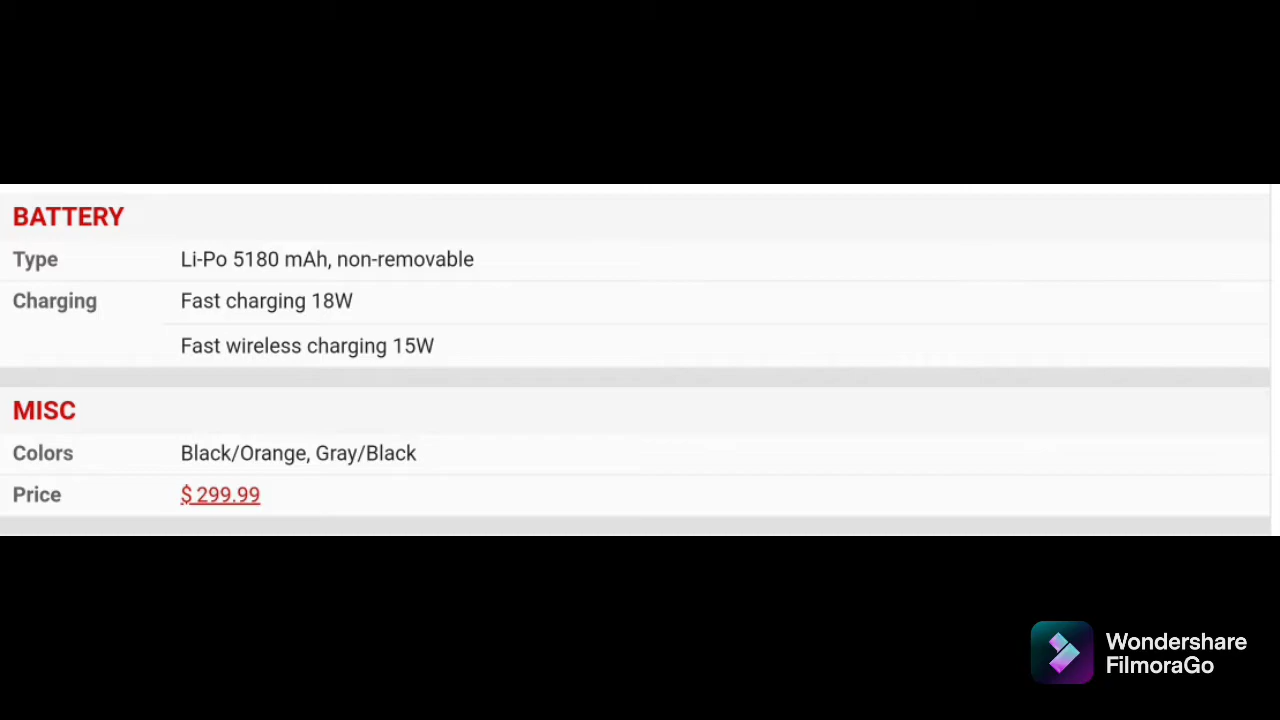 BATTERY
Type Li-Po 5180 mAh, non-removable
Charging Fast charging 18W
Fast wireless charging 15W
MISC
Colors Black/Orange, Gray/Black
Price $ 299.99
Wondershare
FilmoraGo